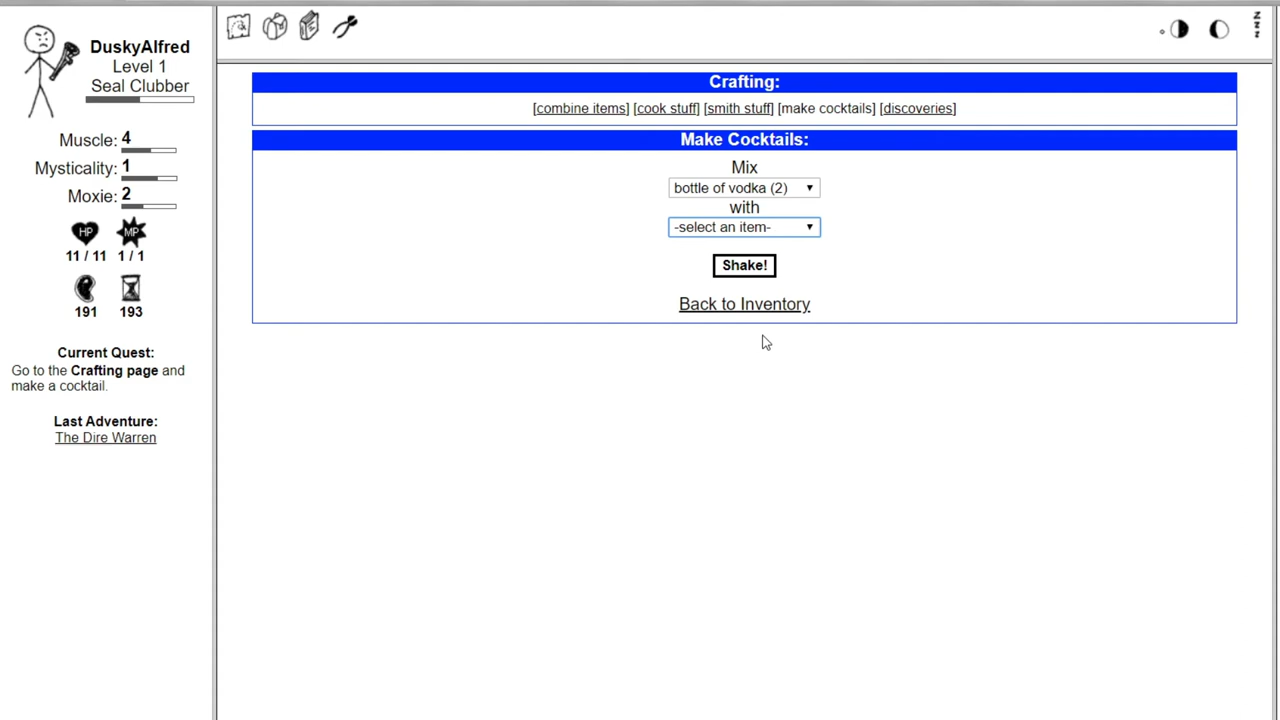 DuskyAlfred
Level 1
Seal Clubber
Muscle: 4
Mysticality: 1
Moxie: 2
HP MP
11 / 11 1 / 1
191 193
Current Quest:
Go to the Crafting page and
make a cocktail.
Last Adventure:
The Dire Warren
z
z
z
Crafting:
[combine items] [cook stuff] [smith stuff] [make cocktails] [discoveries]
Make Cocktails:
Mix
bottle of vodka (2)
with
-select an item-
Shake!
Back to Inventory